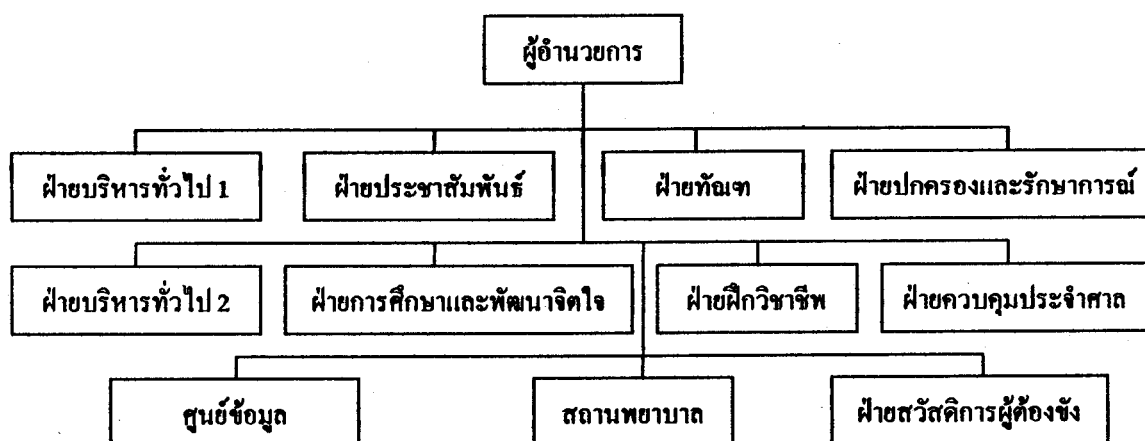 ผู้อำนวยการ
ฝ่ายบริหารทั่วไป 1
ฝ่ายประชาสัมพันธ์
ฝ่ายทัณฑ
ฝ่ายปกครองและรักษาการณ์
ฝ่ายบริหารทั่วไป 2
ฝ่ายการศึกษาและพัฒนาจิตใจ
ฝ่ายฝึกวิชาชีพ
ฝ่ายควบคุมประจำศาล
ศูนย์ข้อมูล
สถานพยาบาล
ฝ่ายสวัสดิการผู้ต้องขัง